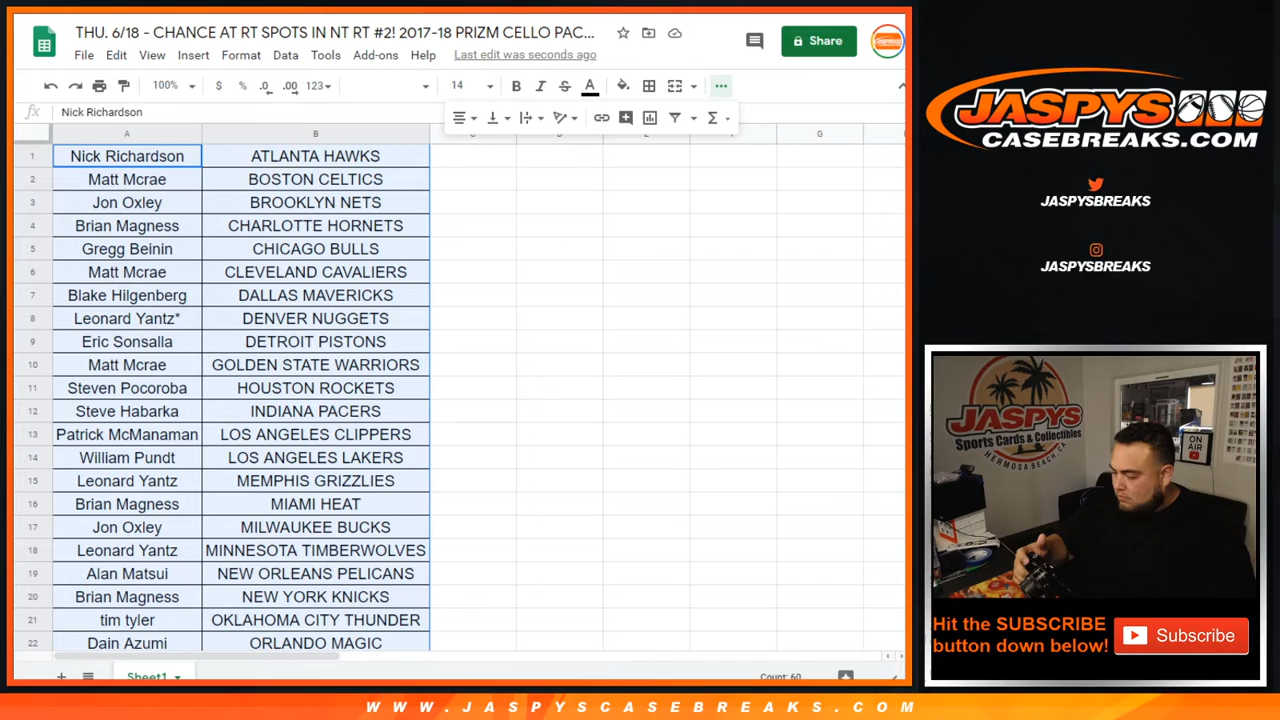 THU. 6/18 - CHANCE AT RT SPOTS IN NT RT #2! 2017-18 PRIZM CELLO PAC...
Share
File Edit View Insert Format Data Tools Add-ons Help Last edit was seconds ago
100% $ % .0 .00 123 14 B I S A
fx Nick Richardson
A B C D E F G
1 Nick Richardson ATLANTA HAWKS
2 Matt Mcrae BOSTON CELTICS
3 Jon Oxley BROOKLYN NETS
4 Brian Magness CHARLOTTE HORNETS
5 Gregg Beinin CHICAGO BULLS
6 Matt Mcrae CLEVELAND CAVALIERS
7 Blake Hilgenberg DALLAS MAVERICKS
8 Leonard Yantz* DENVER NUGGETS
9 Eric Sonsalla DETROIT PISTONS
10 Matt Mcrae GOLDEN STATE WARRIORS
11 Steven Pocoroba HOUSTON ROCKETS
12 Steve Habarka INDIANA PACERS
13 Patrick McManaman LOS ANGELES CLIPPERS
14 William Pundt LOS ANGELES LAKERS
15 Leonard Yantz MEMPHIS GRIZZLIES
16 Brian Magness MIAMI HEAT
17 Jon Oxley MILWAUKEE BUCKS
18 Leonard Yantz MINNESOTA TIMBERWOLVES
19 Alan Matsui NEW ORLEANS PELICANS
20 Brian Magness NEW YORK KNICKS
21 tim tyler OKLAHOMA CITY THUNDER
22 Dain Azumi ORLANDO MAGIC
Sheet1 Count: 60
JASPYS
CASEBREAKS.COM
JASPYSBREAKS
JASPYSBREAKS
JASPYS
Sports Cards & Collectibles
HERMOSA BEACH, CA
ON AIR
Hit the SUBSCRIBE
button down below!
Subscribe
WWW.JASPYSCASEBREAKS.COM